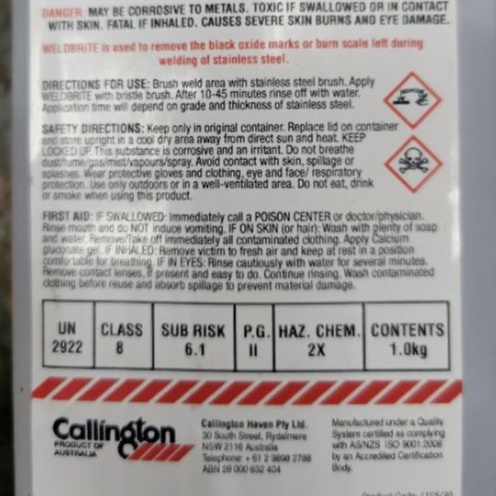 DANGER. MAY BE CORROSIVE TO METALS. TOXIC IF SWALLOWED OR IN CONTACT
WITH SKIN. FATAL IF INHALED. CAUSES SEVERE SKIN BURNS AND EYE DAMAGE.
WELDBRITE is used to remove the black oxide marks or burn scale left during
welding of stainless steel.
DIRECTIONS FOR USE: Brush weld area with stainless steel brush. Apply
WELDBRITE with bristle brush. After 10-45 minutes rinse off with water.
Application time will depend on grade and thickness of stainless steel.
SAFETY DIRECTIONS: Keep only in original container. Replace lid on container
and store upright in a cool dry area away from direct sun and heat. KEEP
LOCKED UP. This substance is corrosive and an irritant. Do not breathe
dust/fume/gas/mist/vapours/spray. Avoid contact with skin, spillage or
splashes. Wear protective gloves and clothing, eye and face/ respiratory
protection. Use only outdoors or in a well-ventilated area. Do not eat, drink
or smoke when using this product.
FIRST AID: IF SWALLOWED: Immediately call a POISON CENTER or doctor/physician.
Rinse mouth and do NOT induce vomiting. IF ON SKIN (or hair): Wash with plenty of soap
and water. Remove/Take off immediately all contaminated clothing. Apply Calcium
gluconate gel. IF INHALED: Remove victim to fresh air and keep at rest in a position
comfortable for breathing. IF IN EYES: Rinse cautiously with water for several minutes.
Remove contact lenses, if present and easy to do. Continue rinsing. Wash contaminated
clothing before reuse and absorb spillage to prevent material damage.
UN CLASS SUB RISK P.G. HAZ. CHEM. CONTENTS
2922 8 6.1 II 2X 1.0kg
Callington
PRODUCT OF
AUSTRALIA
Callington Haven Pty Ltd.
30 South Street, Rydalmere
NSW 2116 Australia
Telephone: + 61 2 9898 2788
ABN 28 000 632 404
Manufactured under a Quality
System certified as complying
with AS/NZS ISO 9001:2008
by an Accredited Certification
Body.